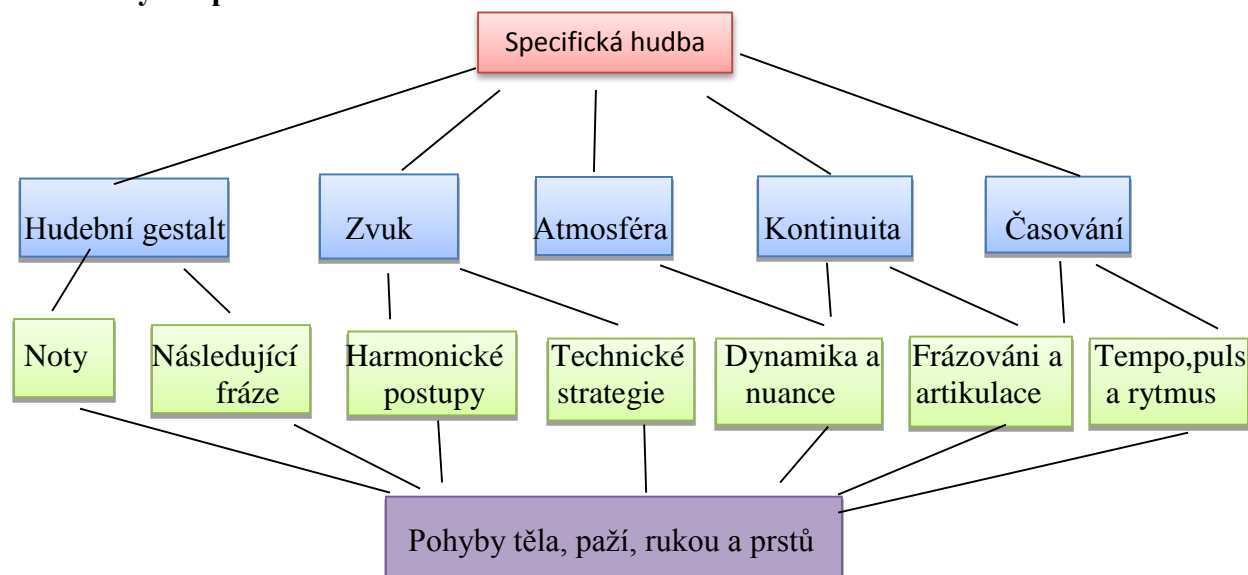 Specifická hudba
Hudební gestalt
Zvuk
Atmosféra
Kontinuita
Časování
Noty
Následující
fráze
Harmonické
postupy
Technické
strategie
Dynamika a
nuance
Frázováni a
artikulace
Tempo,puls
a rytmus
Pohyby těla, paží, rukou a prstů